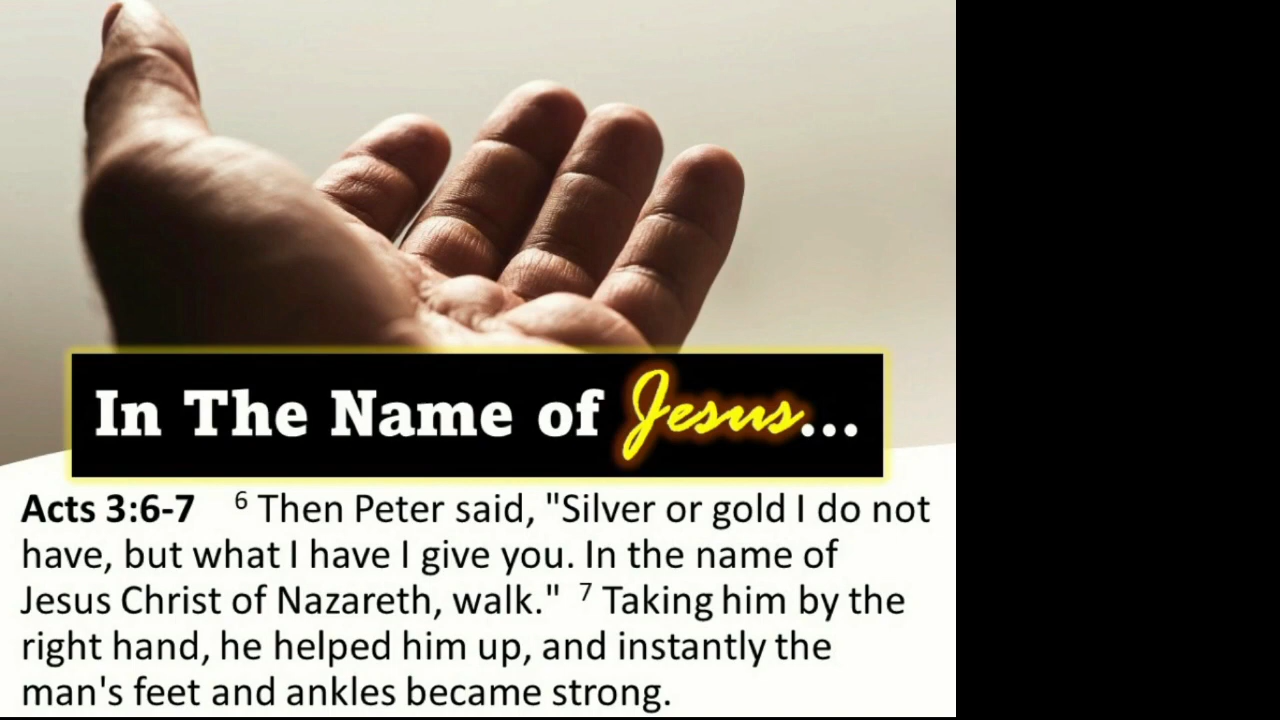 In The Name of Jesus...
Acts 3:6-7 6 Then Peter said, "Silver or gold I do not
have, but what I have I give you. In the name of
Jesus Christ of Nazareth, walk." 7 Taking him by the
right hand, he helped him up, and instantly the
man's feet and ankles became strong.